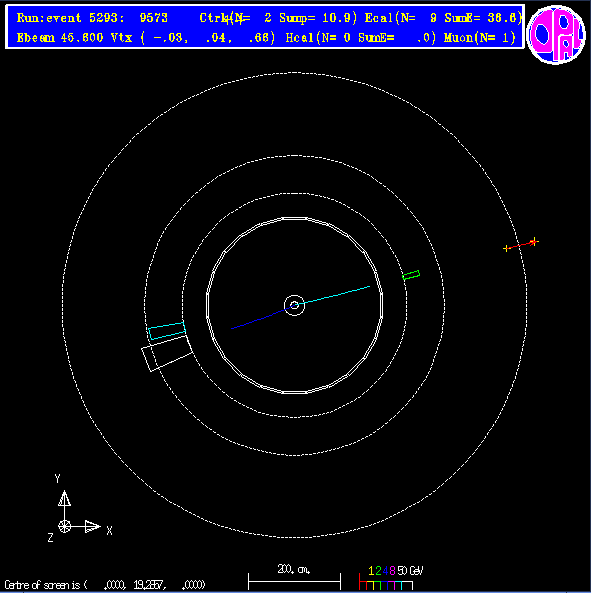 Run:event 5293: 9573 Ctrk(N= 2 Sump= 10.9) Ecal(N= 9 SumE= 36.6)
Ebeam 45.600 Vtx ( -.03, .04, .66) Hcal(N= 0 SumE= .0) Muon(N= 1)
OPAL
Y
X
Z
200. cm.
1 2 4 8 50 GeV
Centre of screen is ( .0000, 19.2857, .0000)